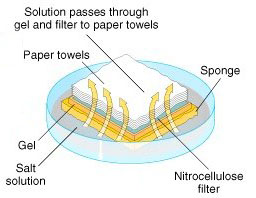 Solution passes through
gel and filter to paper towels
Paper towels
Sponge
Gel
Salt
solution
Nitrocellulose
filter